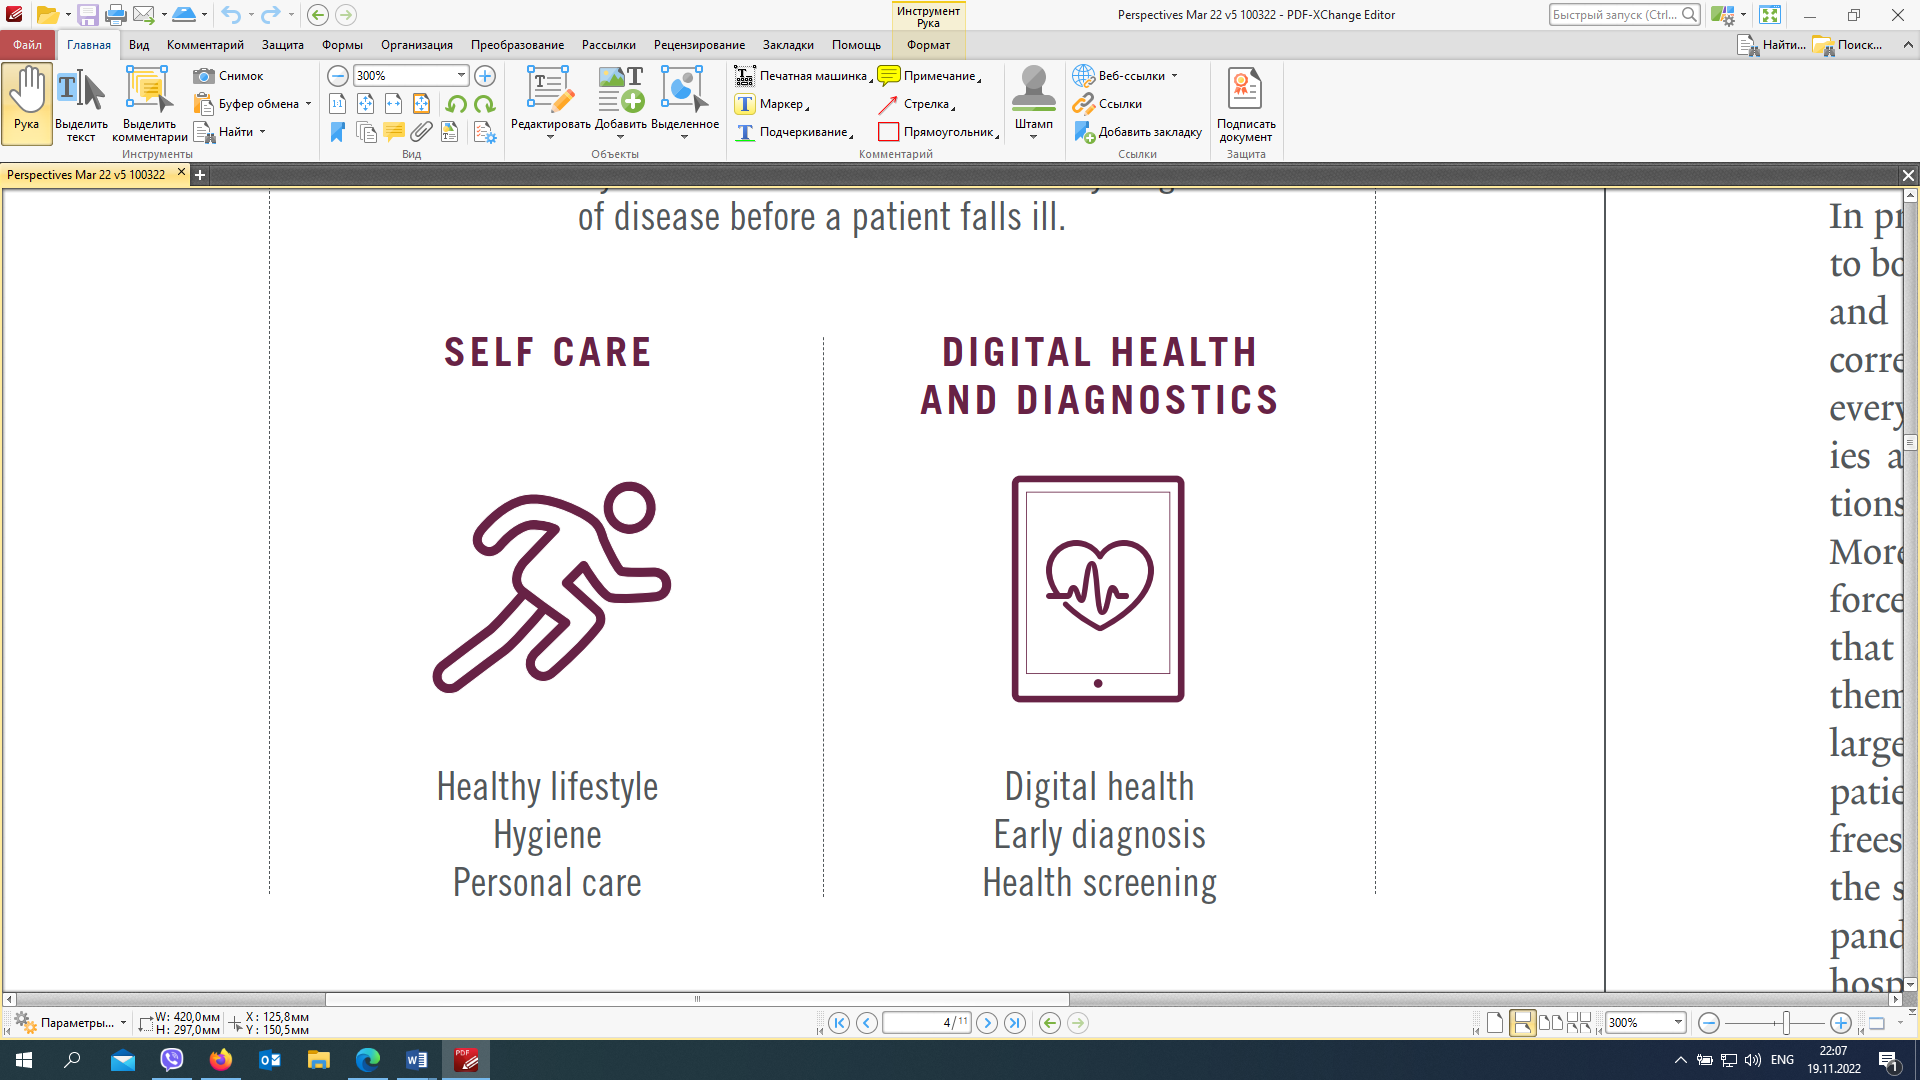 Инструмент
Рука
Perspectives Mar 22 v5 100322 - PDF-XChange Editor
Быстрый запуск (Ctrl...
Файл
Главная
Вид
Комментарий
Защита
Формы
Организация
Преобразование
Рассылки
Рецензирование
Закладки
Помощь
Формат
Найти...
Поиск...
Рука
Выделить
текст
Выделить
комментарии
Снимок
Буфер обмена
Найти
Инструменты
300%
Вид
Редактировать
Добавить
Выделенное
Объекты
Печатная машинка
Маркер
Подчеркивание
Примечание
Стрелка
Прямоугольник
Комментарий
Штамп
Веб-ссылки
Ссылки
Добавить закладку
Ссылки
Подписать
документ
Защита
Perspectives Mar 22 v5 100322
of disease before a patient falls ill.
SELF CARE
DIGITAL HEALTH
AND DIAGNOSTICS
Healthy lifestyle
Hygiene
Personal care
Digital health
Early diagnosis
Health screening
In pr
to bo
and
corre
every
ies a
tions
More
force
that
them
large
patie
frees
the s
pand
hosp
Параметры...
W: 420,0мм
H: 297,0мм
X : 125,8мм
Y : 150,5мм
4/11
300%
ENG
22:07
19.11.2022
1